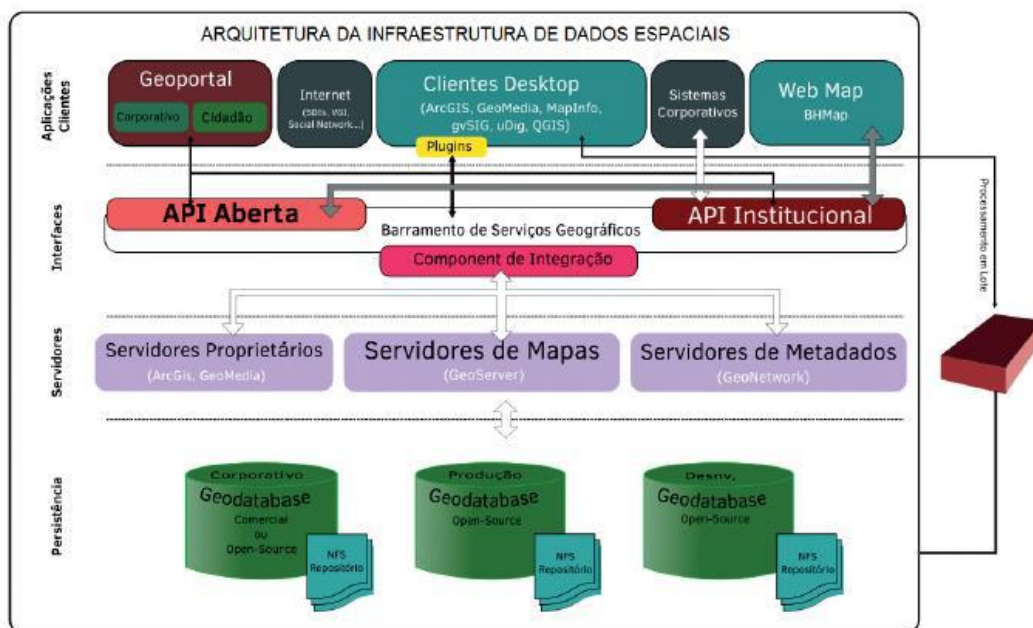 ARQUITETURA DA INFRAESTRUTURA DE DADOS ESPACIAIS
Aplicações
Clientes
Geoportal
Corporativo
Cidadão
Internet
(SDIs, VGI,
Social Network...)
Clientes Desktop
(ArcGIS, GeoMedia, MapInfo,
gvSIG, uDig, QGIS)
Plugins
Sistemas
Corporativos
Web Map
BHMap
Interfaces
API Aberta
API Institucional
Barramento de Serviços Geográficos
Component de Integração
Processamento em Lote
Servidores
Servidores Proprietários
(ArcGis, GeoMedia)
Servidores de Mapas
(GeoServer)
Servidores de Metadados
(GeoNetwork)
Persistência
Corporativo
Geodatabase
Comercial
ou
Open-Source
NFS
Repositório
Produção
Geodatabase
Open-Source
NFS
Repositório
Desnv.
Geodatabase
Open-Source
NFS
Repositório